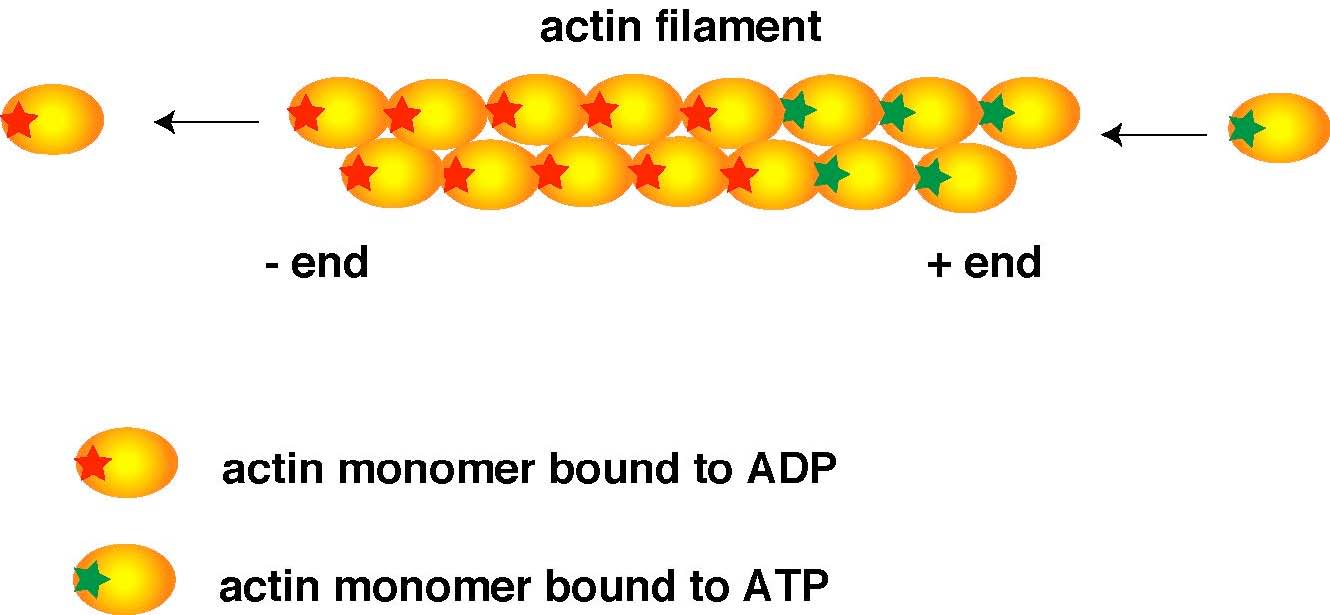 actin filament
- end
+ end
actin monomer bound to ADP
actin monomer bound to ATP